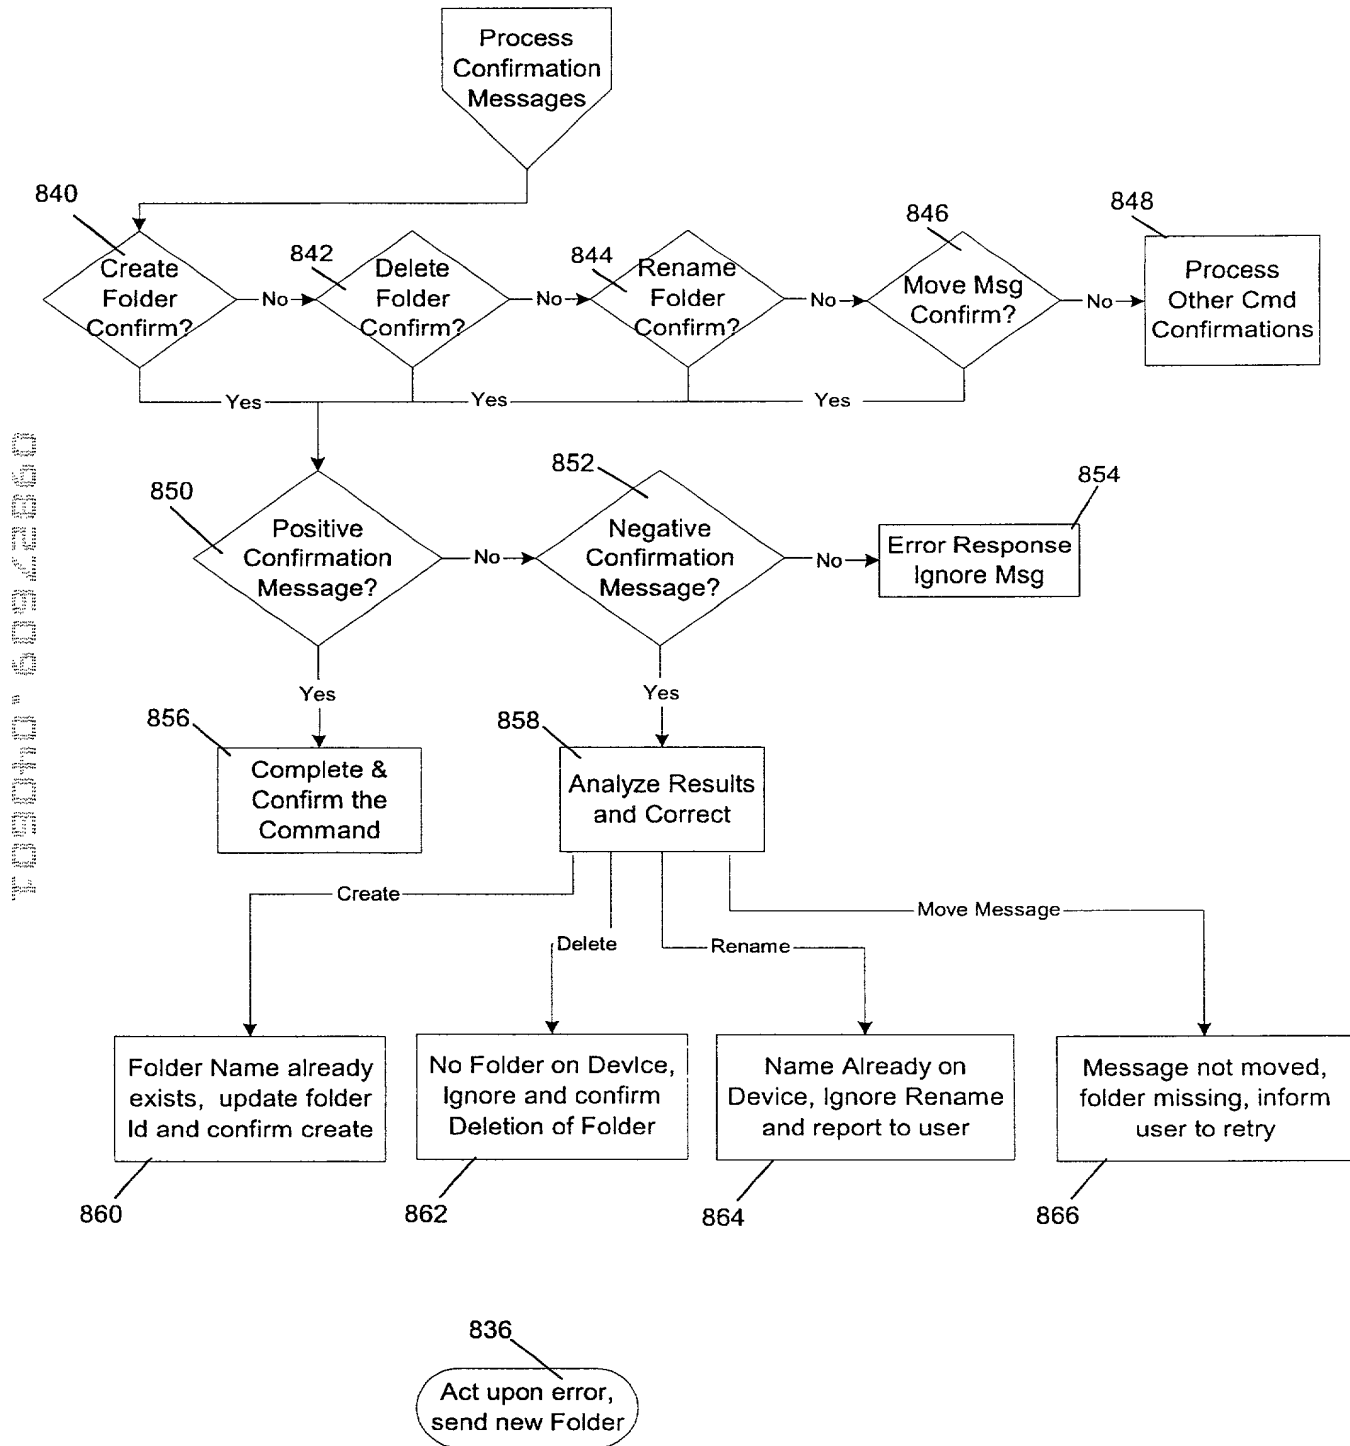 Process
Confirmation
Messages
840
842
844
846
848
Create
Folder
Confirm?
No
Delete
Folder
Confirm?
No
Rename
Folder
Confirm?
No
Move Msg
Confirm?
No
Process
Other Cmd
Confirmations
Yes
Yes
Yes
850
852
854
Positive
Confirmation
Message?
No
Negative
Confirmation
Message?
No
Error Response
Ignore Msg
Yes
Yes
856
858
Complete &
Confirm the
Command
Analyze Results
and Correct
Create
Delete
Rename
Move Message
Folder Name already
exists, update folder
Id and confirm create
No Folder on Device,
Ignore and confirm
Deletion of Folder
Name Already on
Device, Ignore Rename
and report to user
Message not moved,
folder missing, inform
user to retry
860
862
864
866
836
Act upon error,
send new Folder